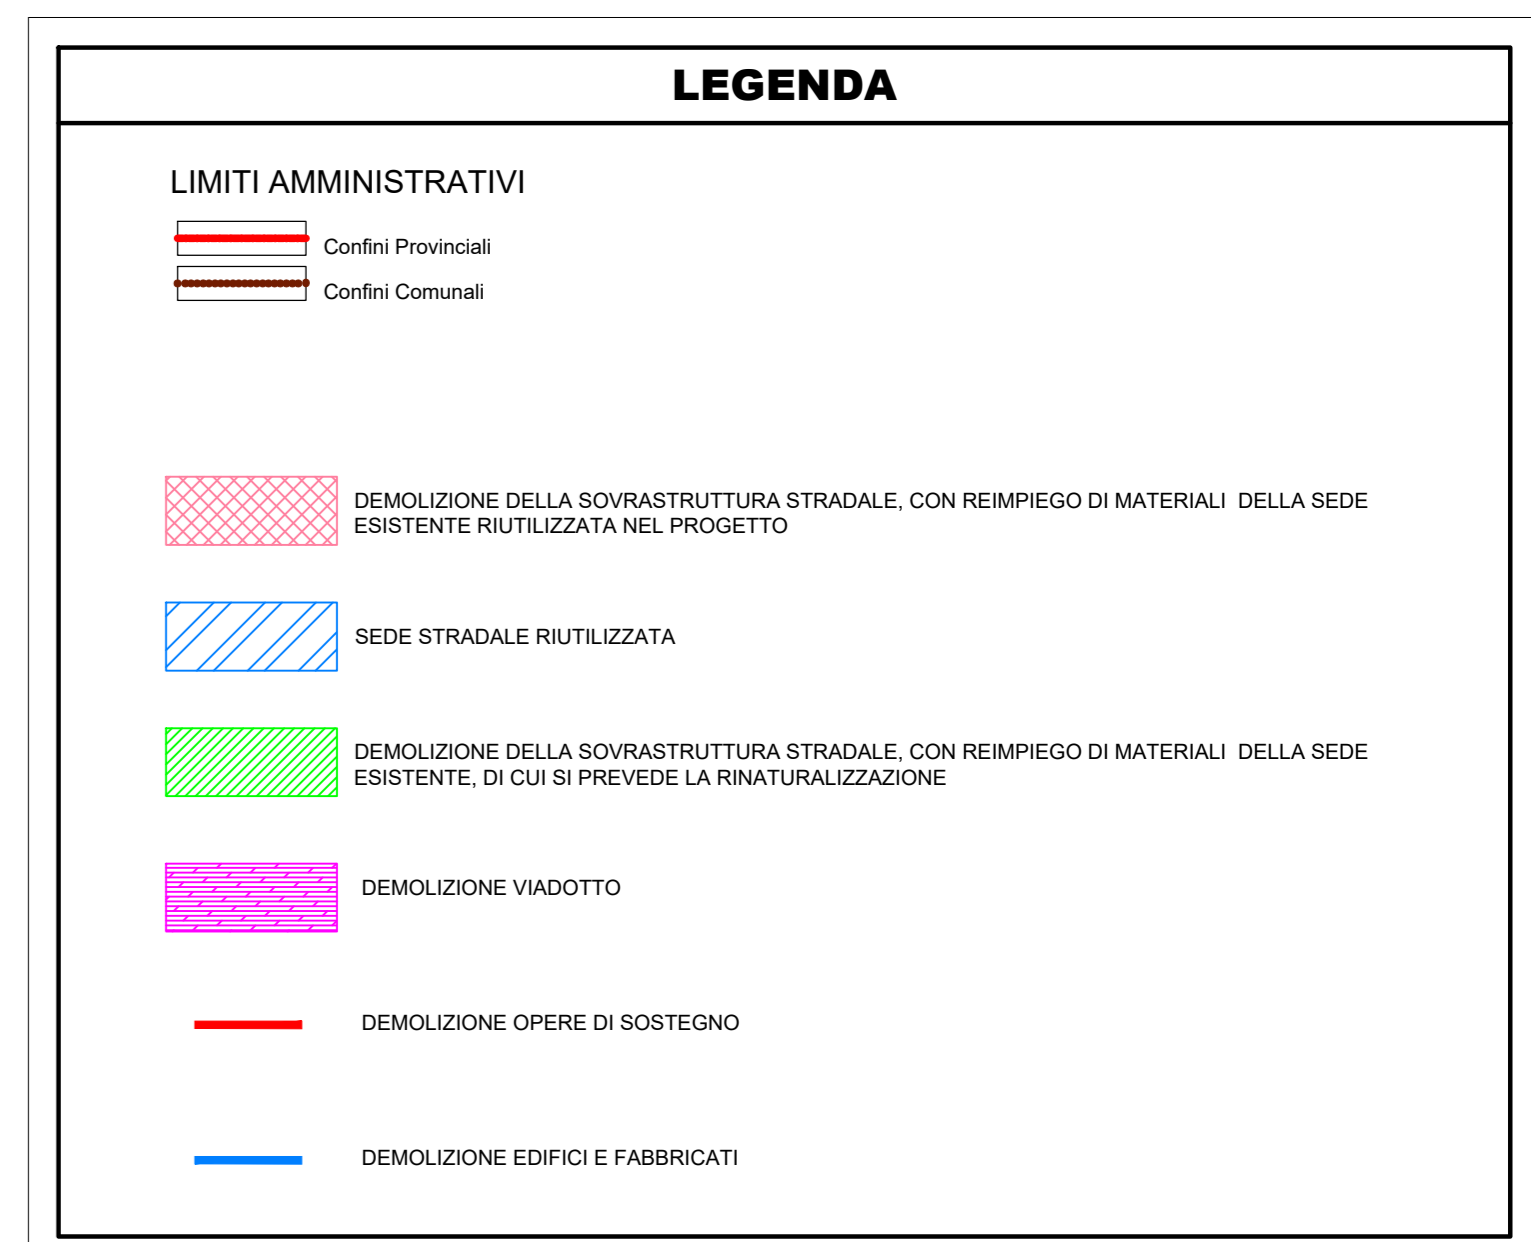 LEGENDA
LIMITI AMMINISTRATIVI
Confini Provinciali
Confini Comunali
DEMOLIZIONE DELLA SOVRASTRUTTURA STRADALE, CON REIMPIEGO DI MATERIALI DELLA SEDE
ESISTENTE RIUTILIZZATA NEL PROGETTO
SEDE STRADALE RIUTILIZZATA
DEMOLIZIONE DELLA SOVRASTRUTTURA STRADALE, CON REIMPIEGO DI MATERIALI DELLA SEDE
ESISTENTE, DI CUI SI PREVEDE LA RINATURALIZZAZIONE
DEMOLIZIONE VIADOTTO
DEMOLIZIONE OPERE DI SOSTEGNO
DEMOLIZIONE EDIFICI E FABBRICATI